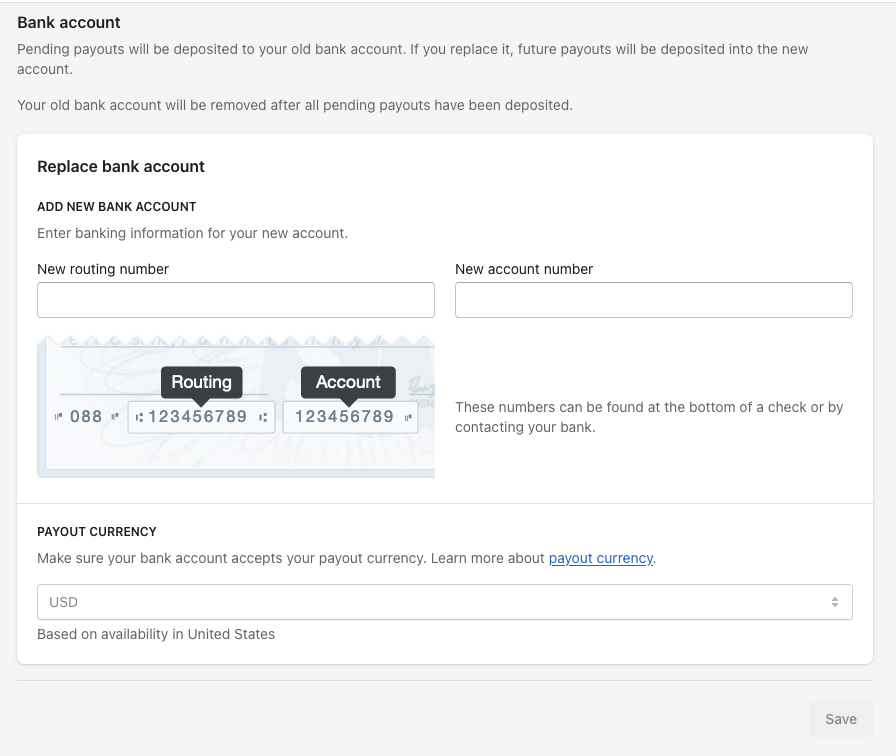 Bank account
Pending payouts will be deposited to your old bank account. If you replace it, future payouts will be deposited into the new
account.
Your old bank account will be removed after all pending payouts have been deposited.
Replace bank account
ADD NEW BANK ACCOUNT
Enter banking information for your new account.
New routing number
New account number
Routing
Account
⑈ 088 ⑈ ⑆ 123456789 ⑆ 123456789 ⑈
These numbers can be found at the bottom of a check or by
contacting your bank.
PAYOUT CURRENCY
Make sure your bank account accepts your payout currency. Learn more about payout currency.
USD
Based on availability in United States
Save